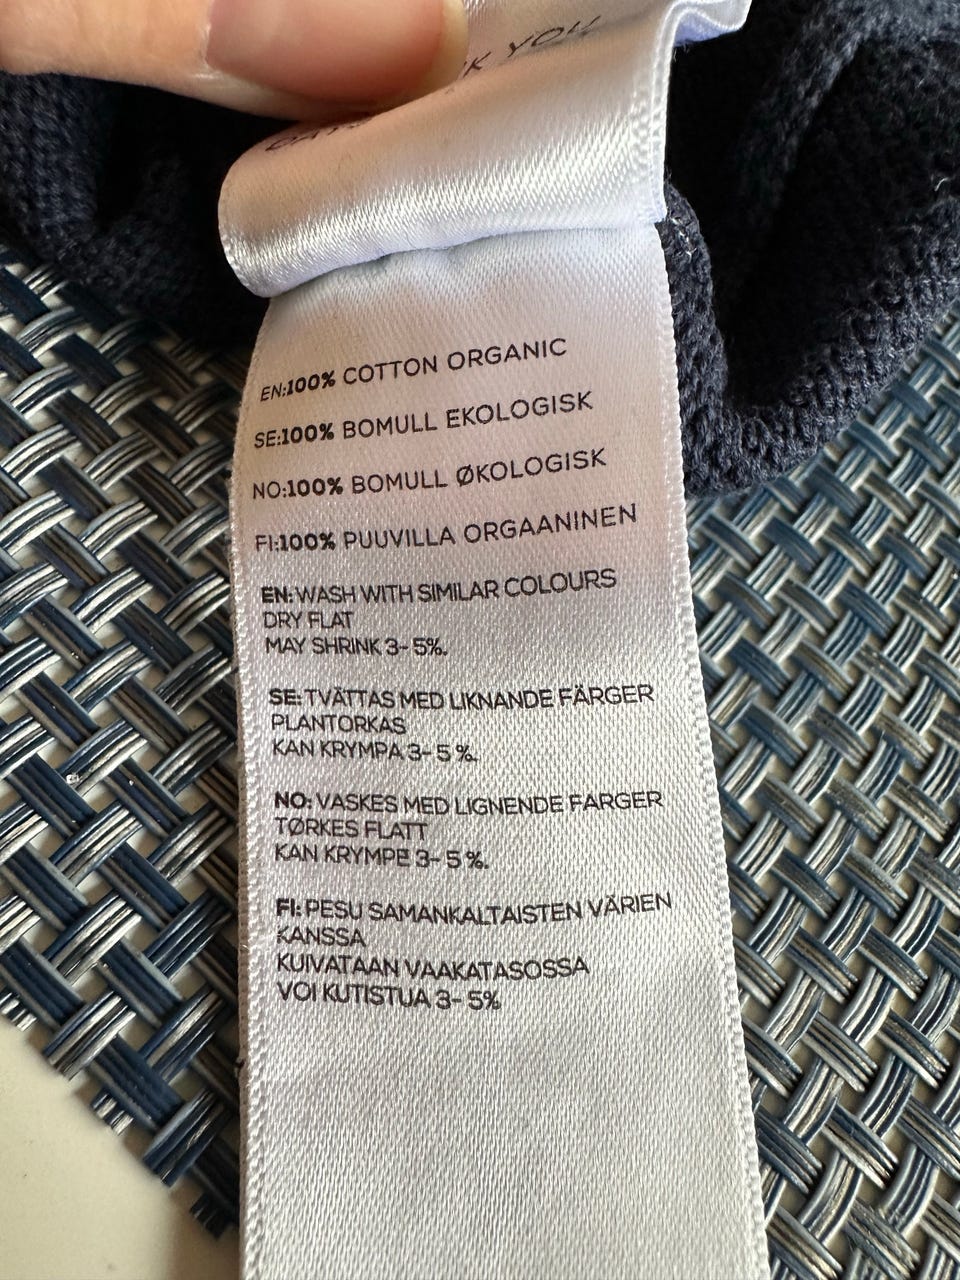 YOU
EN:100% COTTON ORGANIC
SE:100% BOMULL EKOLOGISK
NO:100% BOMULL ØKOLOGISK
FI:100% PUUVILLA ORGAANINEN
EN: WASH WITH SIMILAR COLOURS
DRY FLAT
MAY SHRINK 3-5%.
SE: TVÄTTAS MED LIKNANDE FÄRGER
PLANTORKAS
KAN KRYMPA 3-5 %.
NO: VASKES MED LIGNENDE FARGER
TØRKES FLATT
KAN KRYMPE 3-5 %.
FI: PESU SAMANKALTAISTEN VÄRIEN
KANSSA
KUIVATAAN VAAKATASOSSA
VOI KUTISTUA 3-5%